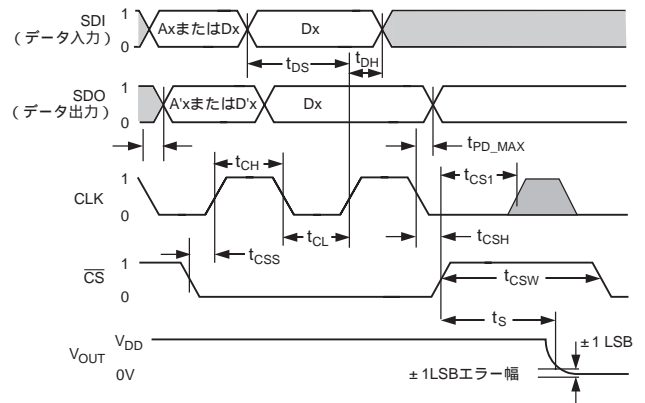 SDI
(データ入力)
1
0
AxまたはDx
Dx
tDS
tDH
SDO
(データ出力)
1
0
A'xまたはD'x
Dx
tPD_MAX
tCH
tCS1
CLK
1
0
tCL
tCSH
tCSS
CS
1
0
tCSW
tS
VOUT
VDD
0V
±1 LSB
±1LSBエラー幅